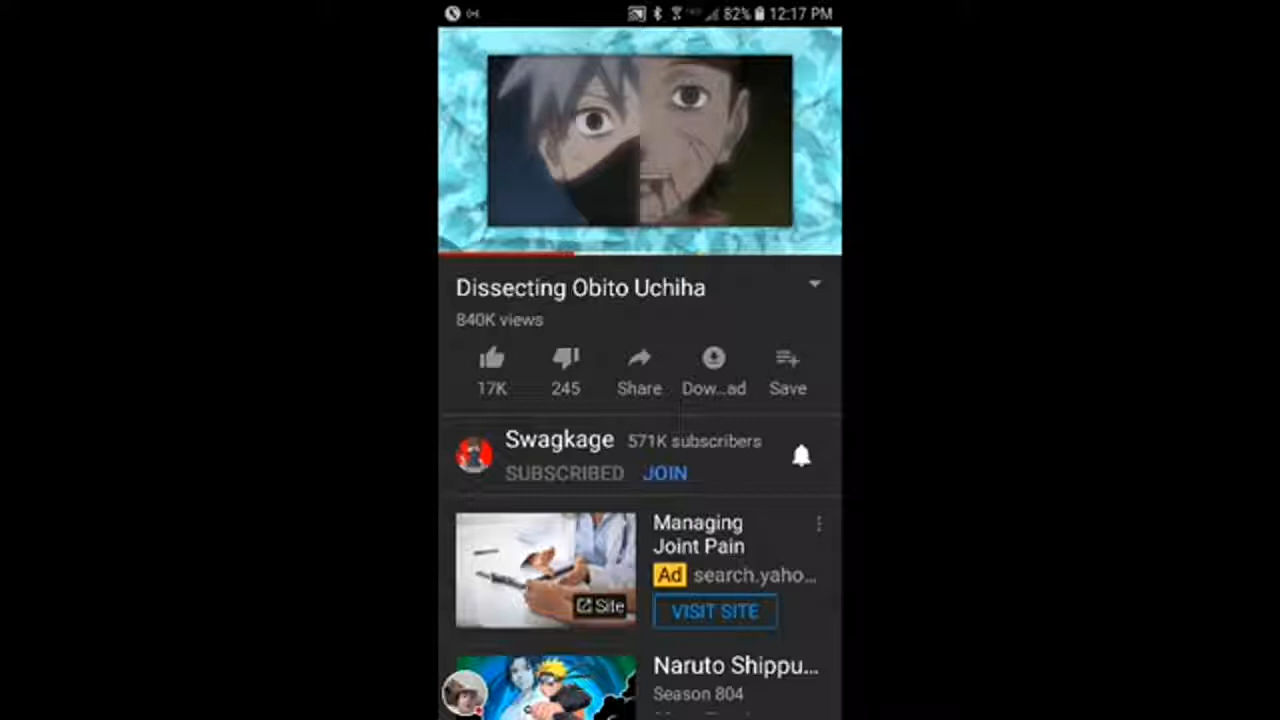 82% 12:17 PM
Dissecting Obito Uchiha
840K views
17K 245 Share Dow...ad Save
Swagkage 571K subscribers
SUBSCRIBED JOIN
Managing
Joint Pain
Ad search.yaho...
Site
VISIT SITE
Naruto Shippu...
Season 804